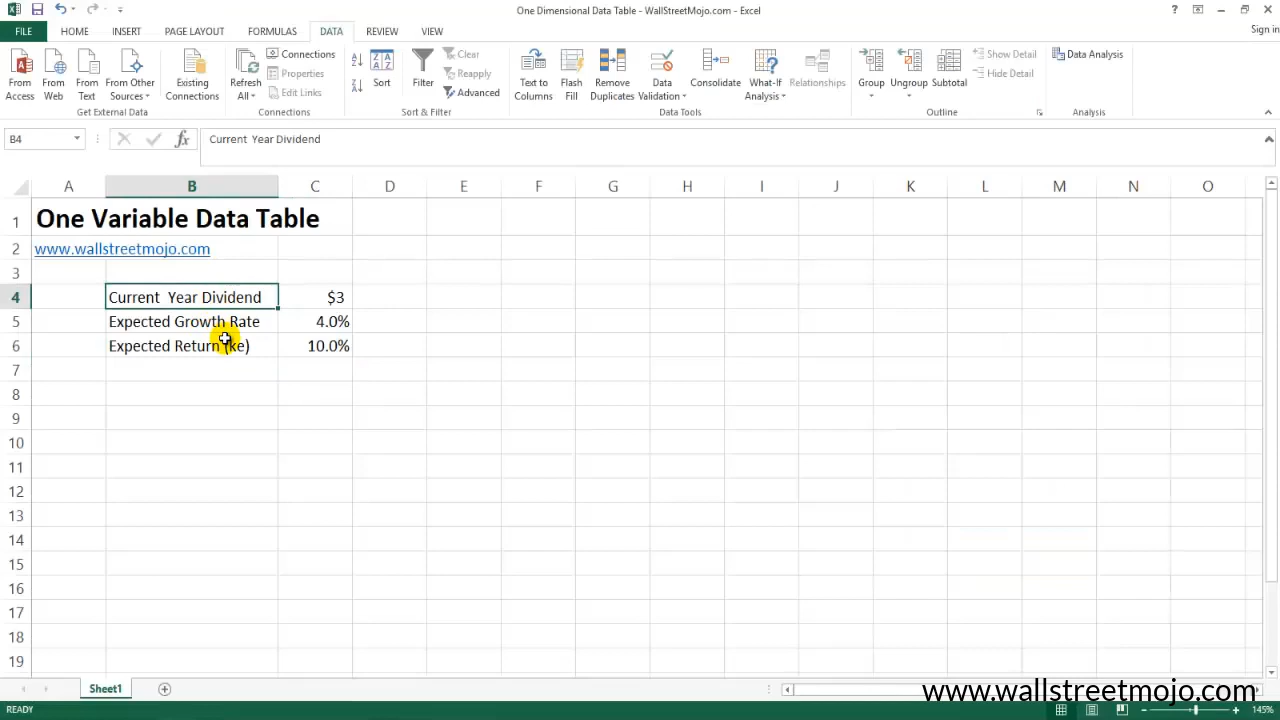 One Dimensional Data Table - WallStreetMojo.com - Excel
?
Sign in
FILE HOME INSERT PAGE LAYOUT FORMULAS DATA REVIEW VIEW
From Access
From Web
From Text
From Other Sources
Existing Connections
Get External Data
Refresh All
Connections
Properties
Edit Links
Connections
Sort
Filter
Clear
Reapply
Advanced
Sort & Filter
Text to Columns
Flash Fill
Remove Duplicates
Data Validation
Consolidate
What-If Analysis
Relationships
Data Tools
Group
Ungroup
Subtotal
Show Detail
Hide Detail
Outline
Data Analysis
Analysis
B4 fx Current Year Dividend
A B C D E F G H I J K L M N O
1 One Variable Data Table
2 www.wallstreetmojo.com
3
4 Current Year Dividend $3
5 Expected Growth Rate 4.0%
6 Expected Return (ke) 10.0%
7
8
9
10
11
12
13
14
15
16
17
18
19
Sheet1
www.wallstreetmojo.com
READY 145%